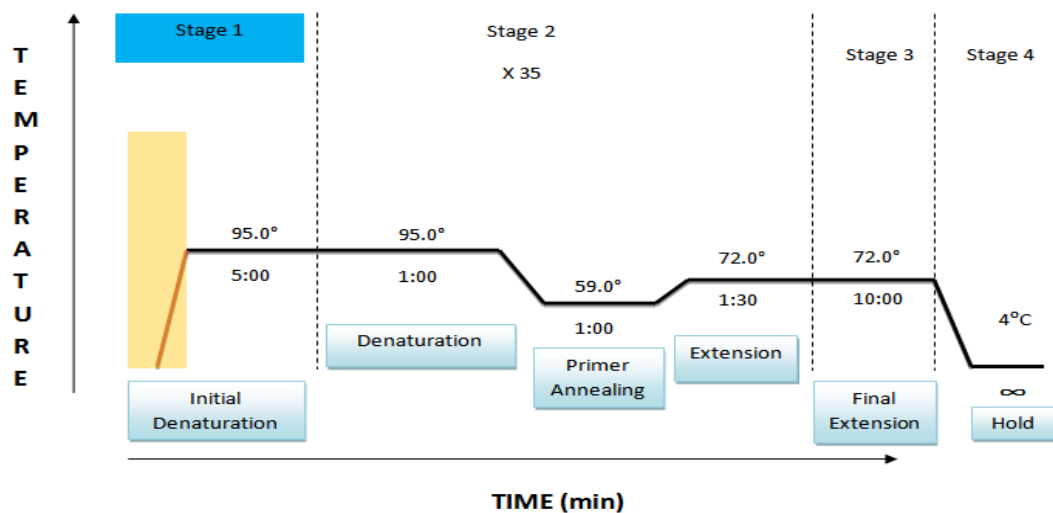 TEMPERATURE
Stage 1
Stage 2
X 35
Stage 3
Stage 4
95.0°
5:00
95.0°
1:00
59.0°
1:00
72.0°
1:30
72.0°
10:00
4°C
∞
Initial
Denaturation
Denaturation
Primer
Annealing
Extension
Final
Extension
Hold
TIME (min)